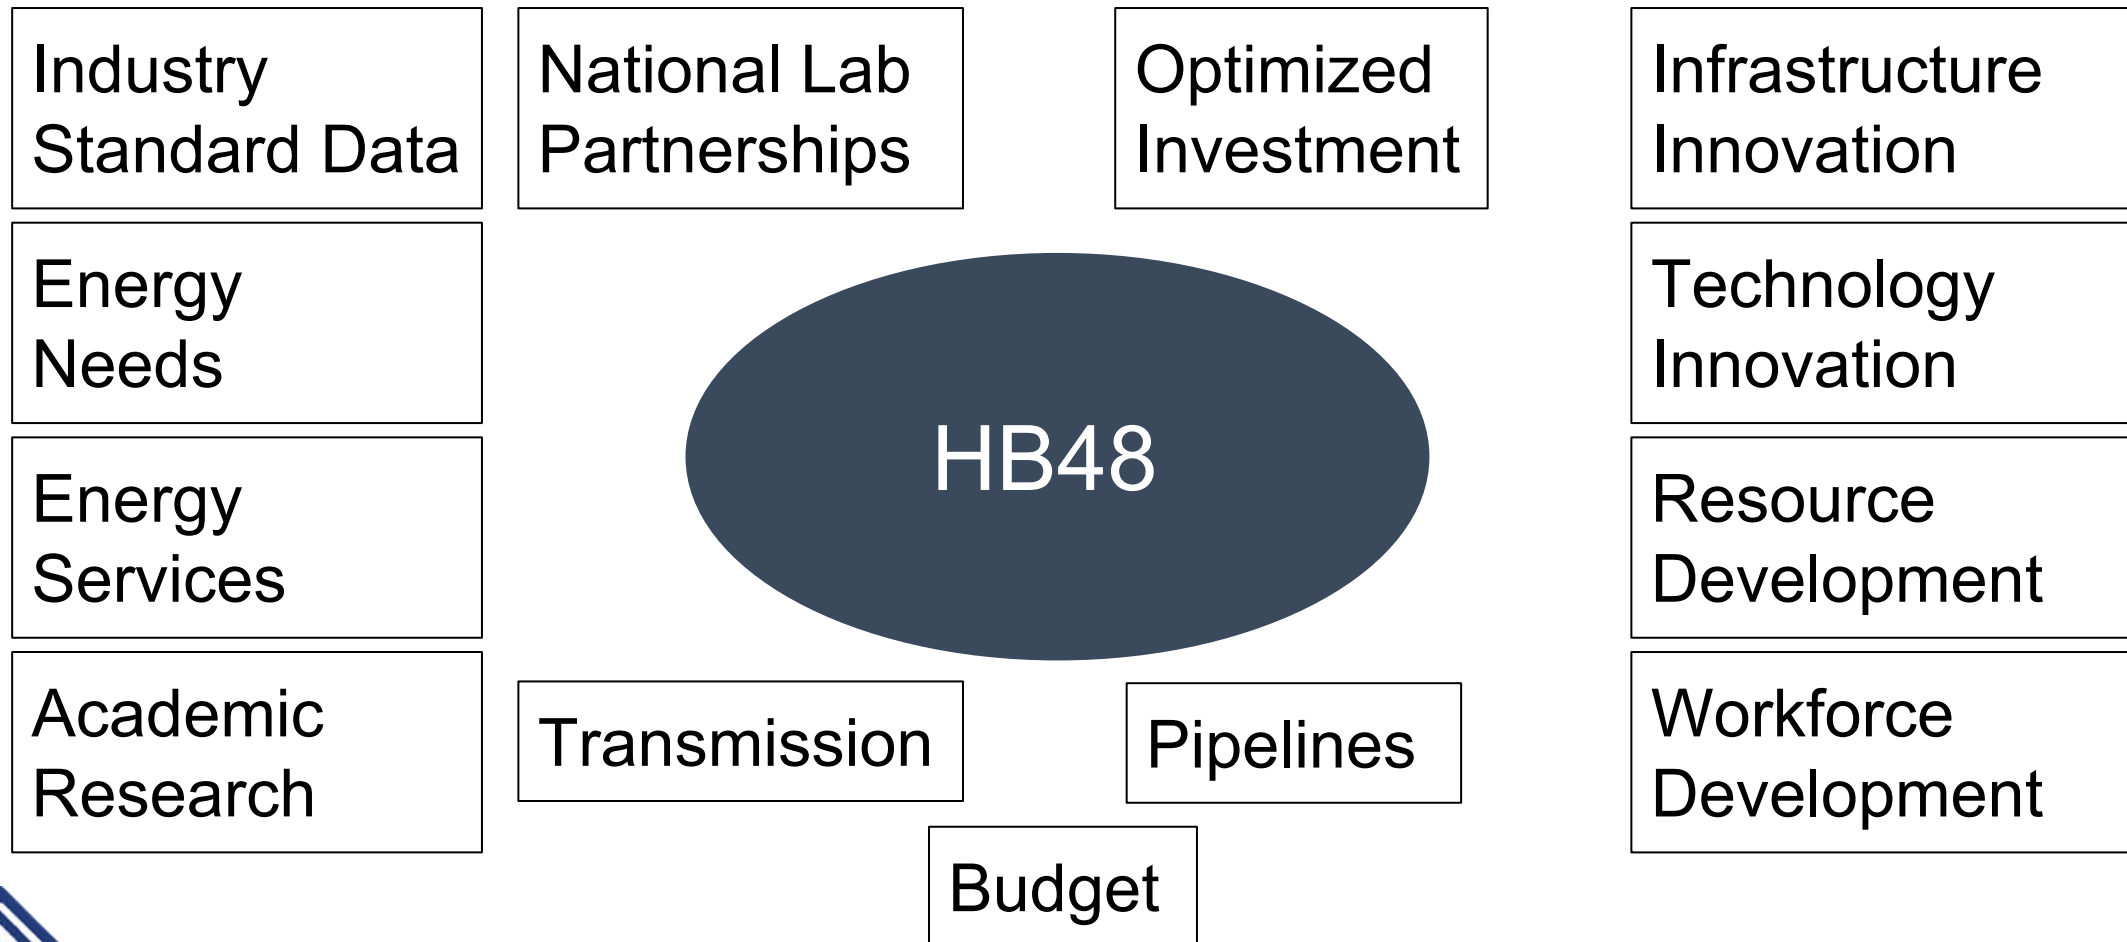 Industry
Standard Data
National Lab
Partnerships
Optimized
Investment
Infrastructure
Innovation
Energy
Needs
Technology
Innovation
HB48
Energy
Services
Resource
Development
Academic
Research
Transmission
Pipelines
Workforce
Development
Budget